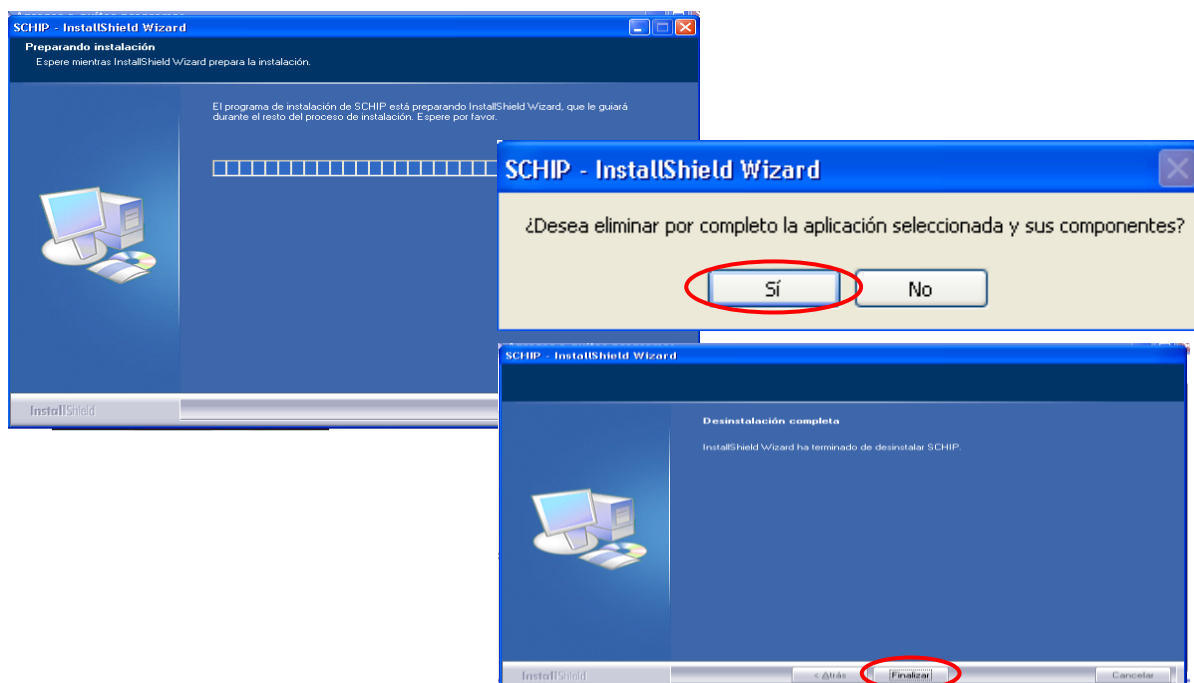 SCHIP - InstallShield Wizard
Preparando instalación
Espere mientras InstallShield Wizard prepara la instalación.
El programa de instalación de SCHIP está preparando InstallShield Wizard, que le guiará
durante el resto del proceso de instalación. Espere por favor.
InstallShield
SCHIP - InstallShield Wizard
¿Desea eliminar por completo la aplicación seleccionada y sus componentes?
Sí No
SCHIP - InstallShield Wizard
Desinstalación completa
InstallShield Wizard ha terminado de desinstalar SCHIP.
InstallShield
< Atrás Finalizar Cancelar